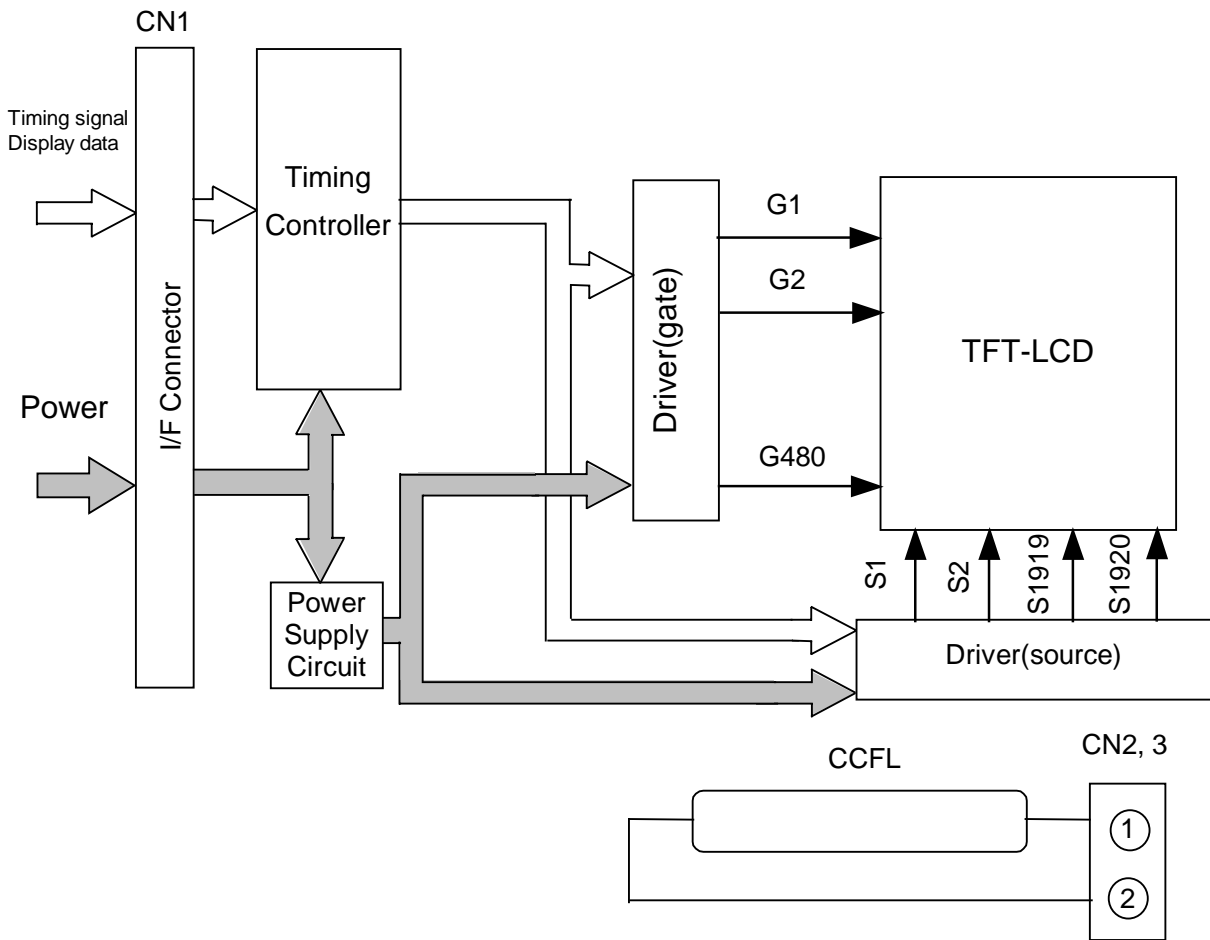 CN1
Timing signal
Display data
Timing
Controller
I/F Connector
Power
Driver(gate)
G1
G2
G480
TFT-LCD
S1
S2
S1919
S1920
Power
Supply
Circuit
Driver(source)
CCFL
CN2, 3
1
2